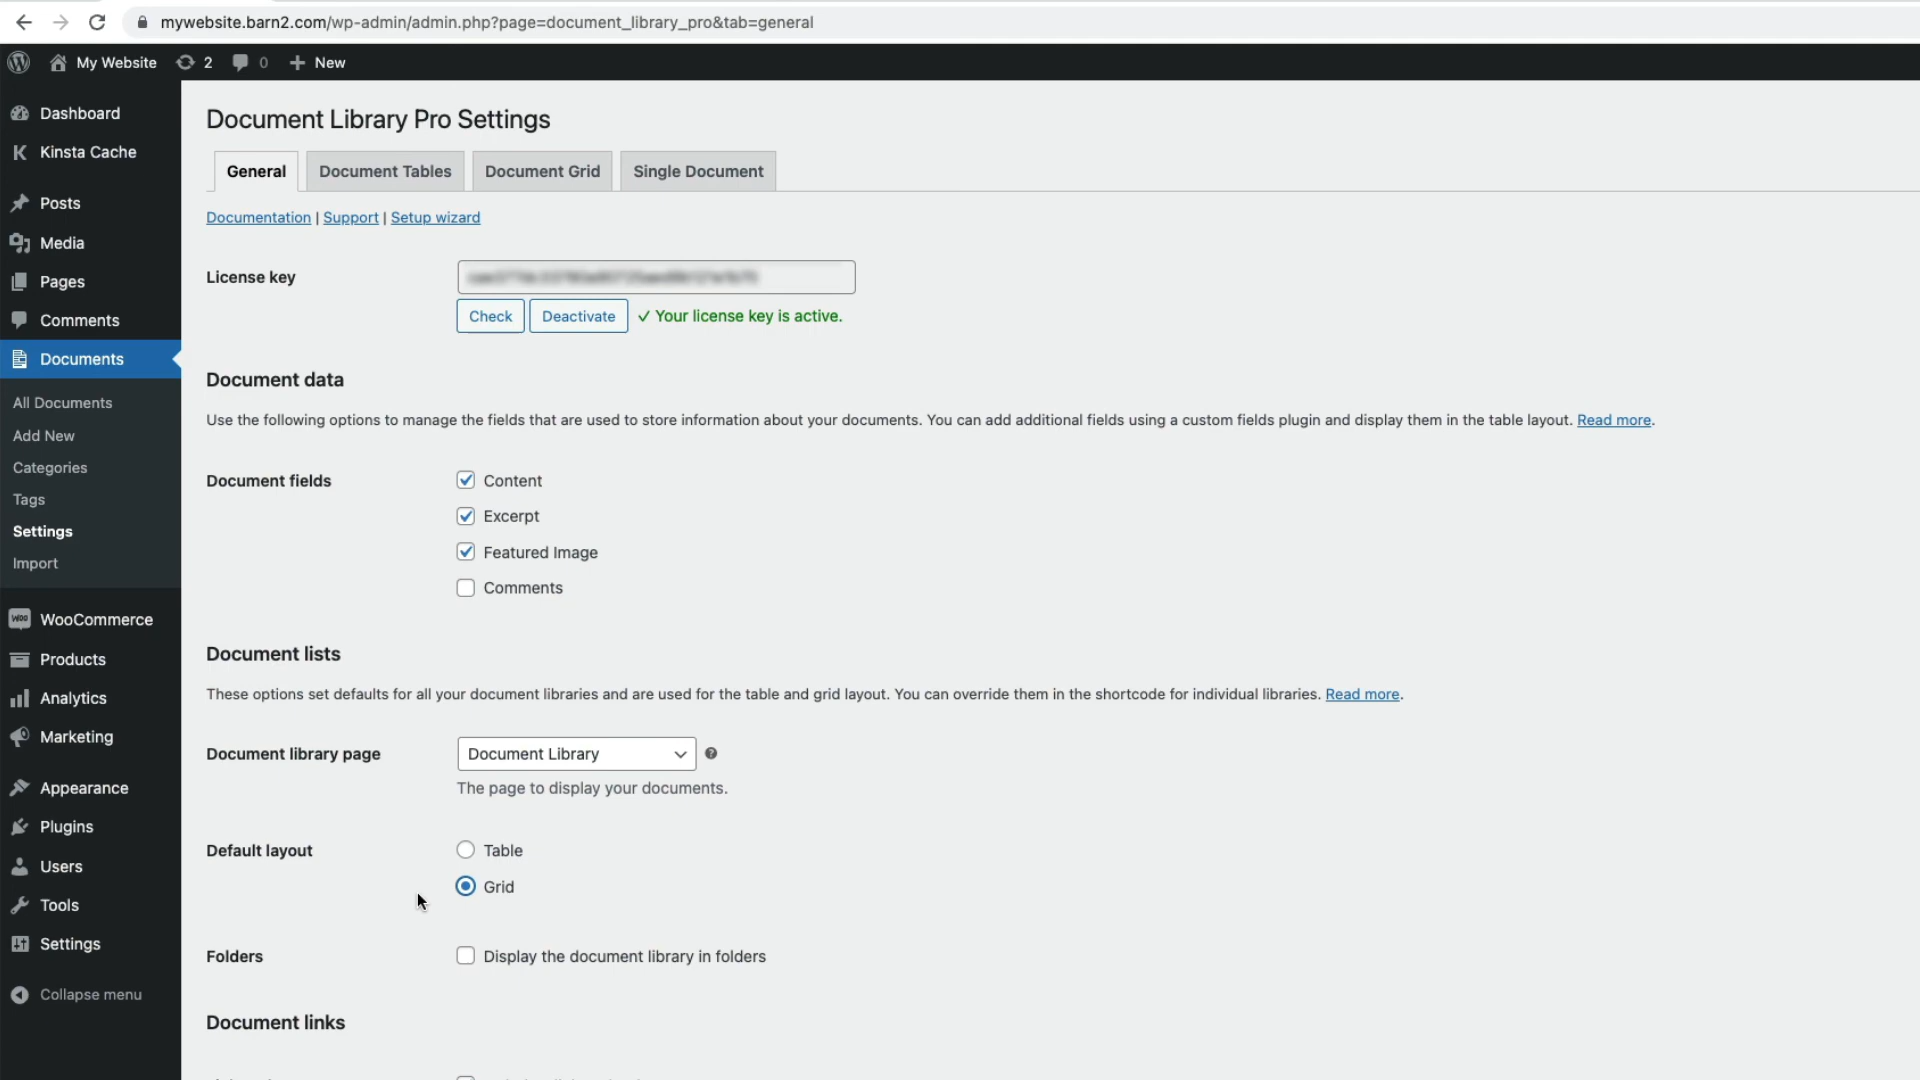 mywebsite.barn2.com/wp-admin/admin.php?page=document_library_pro&tab=general
My Website 2 0 New
Dashboard
Kinsta Cache
Posts
Media
Pages
Comments
Documents
All Documents
Add New
Categories
Tags
Settings
Import
WooCommerce
Products
Analytics
Marketing
Appearance
Plugins
Users
Tools
Settings
Collapse menu
Document Library Pro Settings
General Document Tables Document Grid Single Document
Documentation | Support | Setup wizard
License key
Check Deactivate ✓ Your license key is active.
Document data
Use the following options to manage the fields that are used to store information about your documents. You can add additional fields using a custom fields plugin and display them in the table layout. Read more.
Document fields Content
Excerpt
Featured Image
Comments
Document lists
These options set defaults for all your document libraries and are used for the table and grid layout. You can override them in the shortcode for individual libraries. Read more.
Document library page Document Library ?
The page to display your documents.
Default layout Table
Grid
Folders Display the document library in folders
Document links